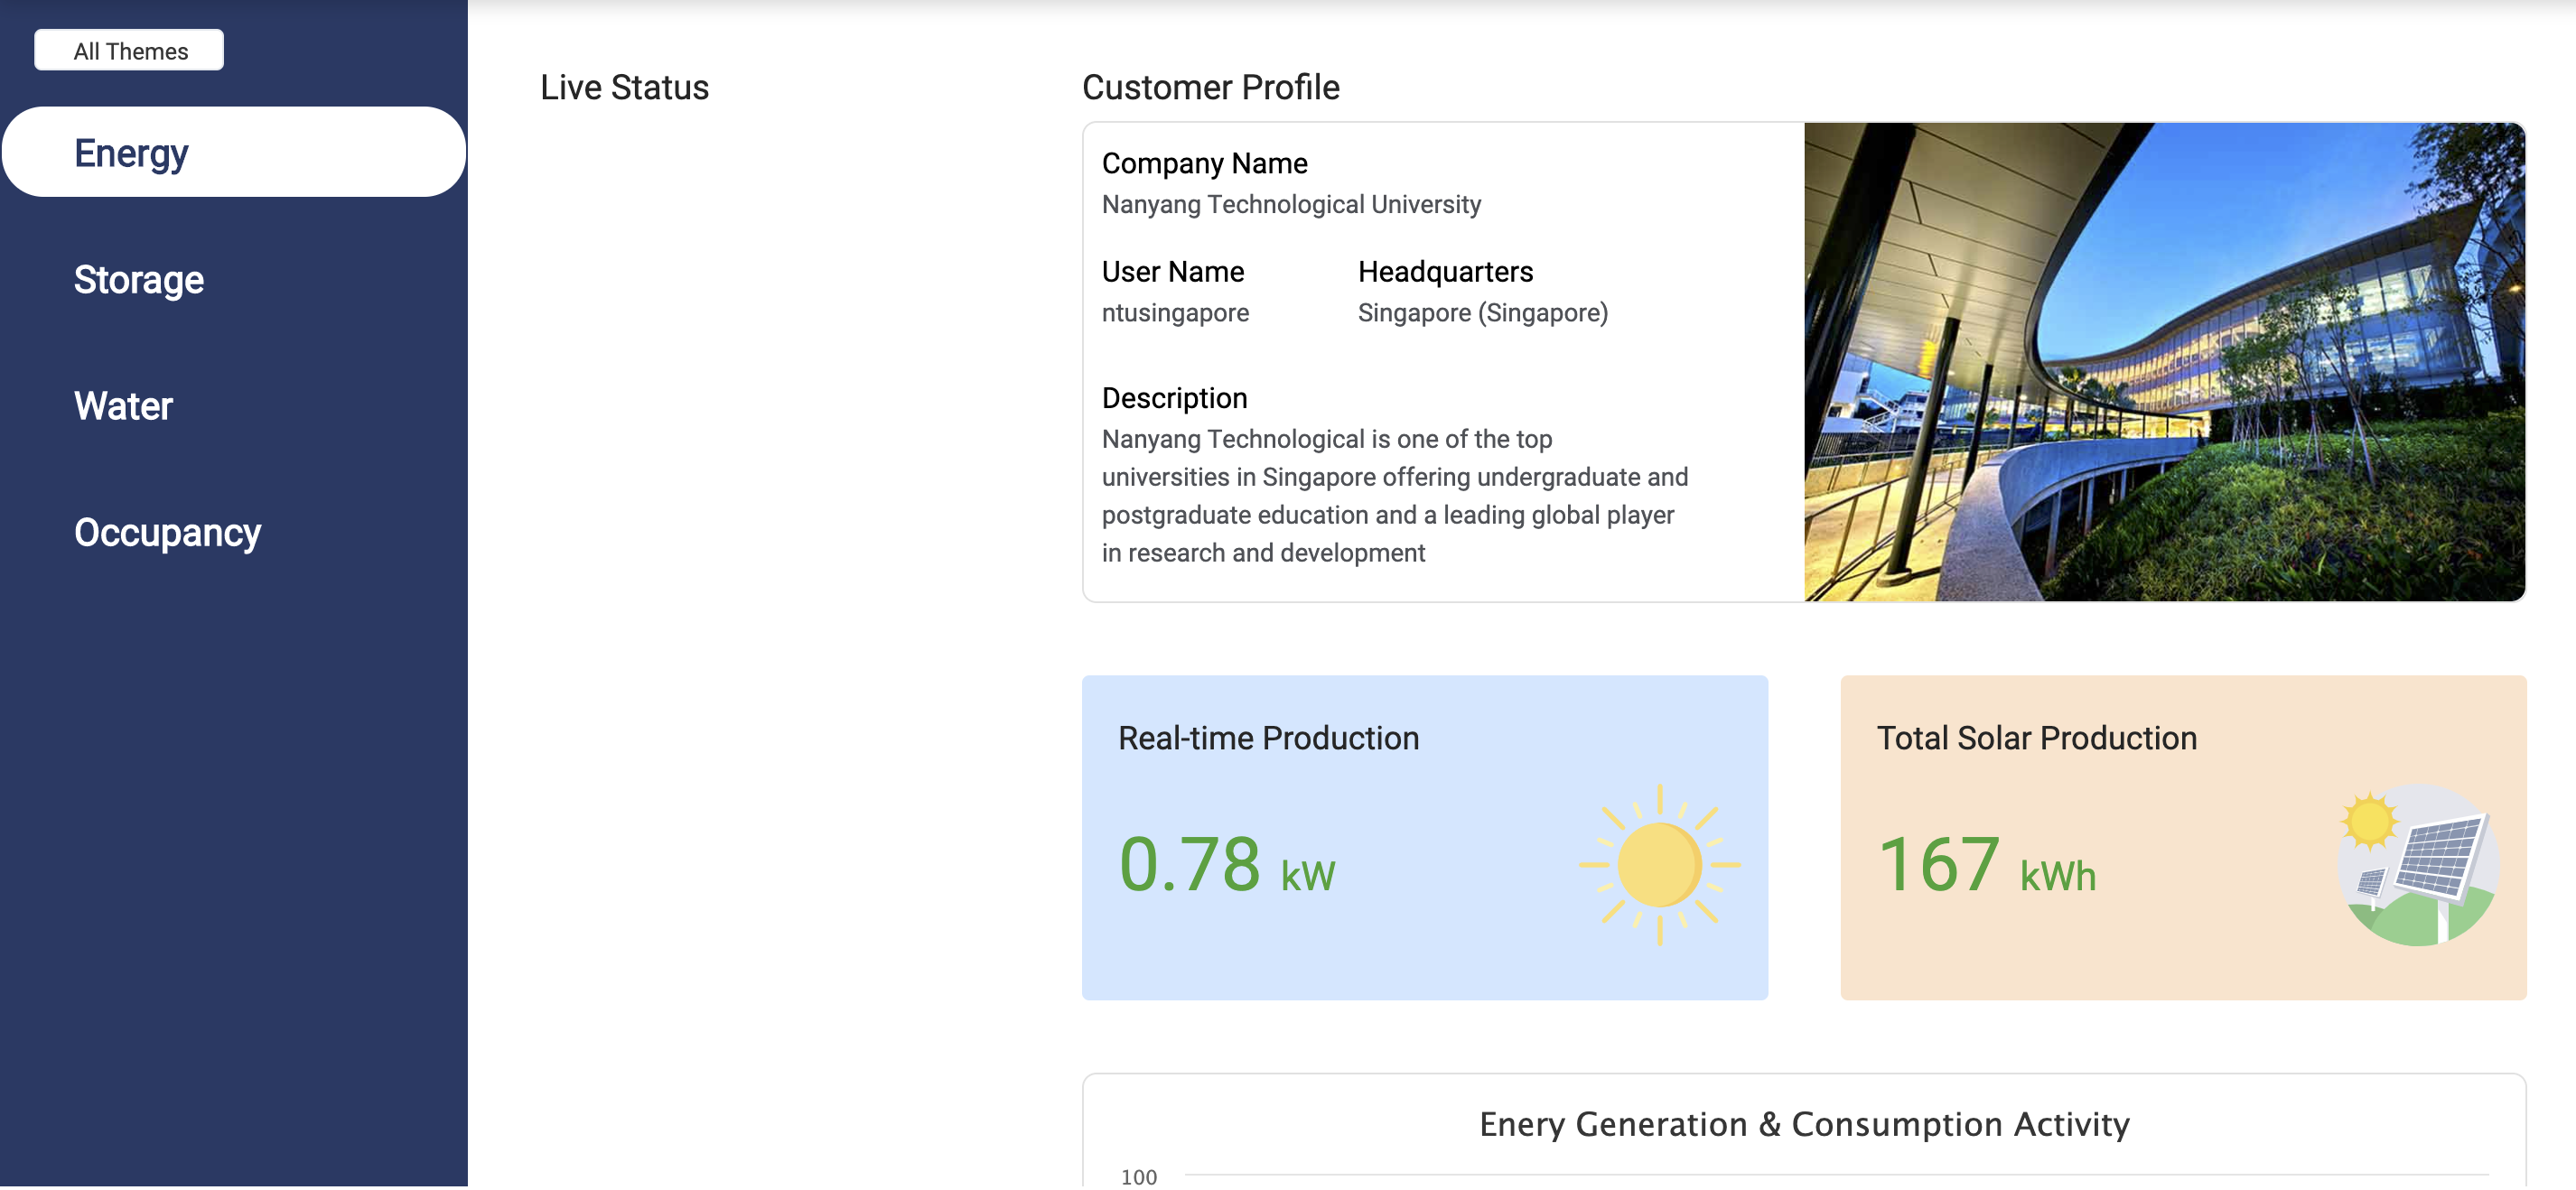 All Themes
Energy
Storage
Water
Occupancy
Live Status
Customer Profile
Company Name
Nanyang Technological University
User Name
ntusingapore
Headquarters
Singapore (Singapore)
Description
Nanyang Technological is one of the top
universities in Singapore offering undergraduate and
postgraduate education and a leading global player
in research and development
Real-time Production
0.78 kW
Total Solar Production
167 kWh
Enery Generation & Consumption Activity
100